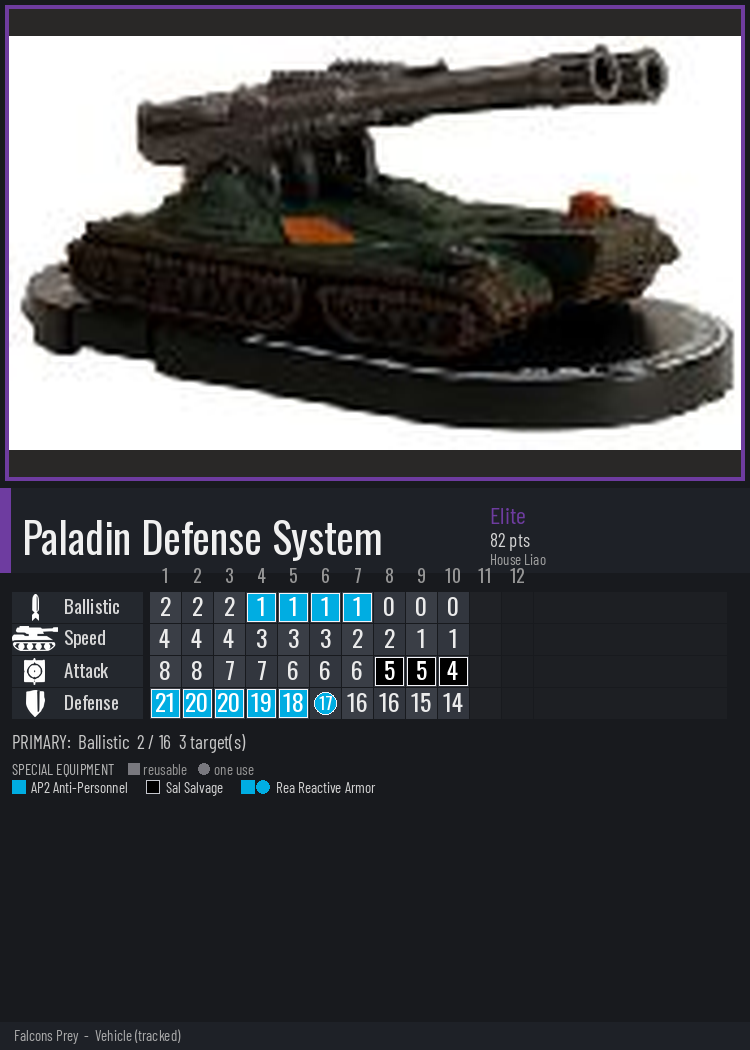 Paladin Defense System
Elite
82 pts
House Liao
1 2 3 4 5 6 7 8 9 10 11 12
Ballistic 2 2 2 1 1 1 1 0 0 0
Speed 4 4 4 3 3 3 2 2 1 1
Attack 8 8 7 7 6 6 6 5 5 4
Defense 21 20 20 19 18 17 16 16 15 14
PRIMARY: Ballistic 2 / 16 3 target(s)
SPECIAL EQUIPMENT reusable one use
AP2 Anti-Personnel Sal Salvage Rea Reactive Armor
Falcons Prey - Vehicle (tracked)